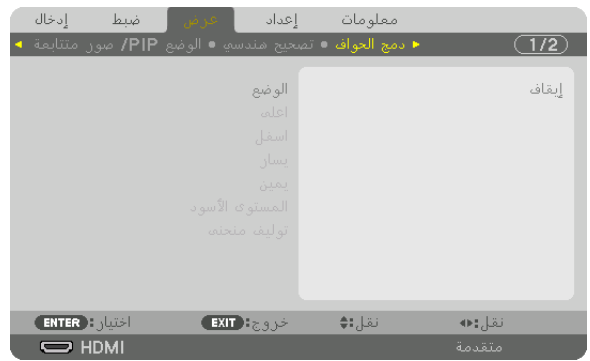 إدخال ضبط عرض إعداد معلومات
دمج الحواف • تصحيح هندسي • الوضع PIP/ صور متتابعة 1/2
الوضع إيقاف
اعلى
اسفل
يسار
يمين
المستوى الأسود
توليف منحنى
اختيار: ENTER خروج: EXIT نقل: نقل:
HDMI متقدمة